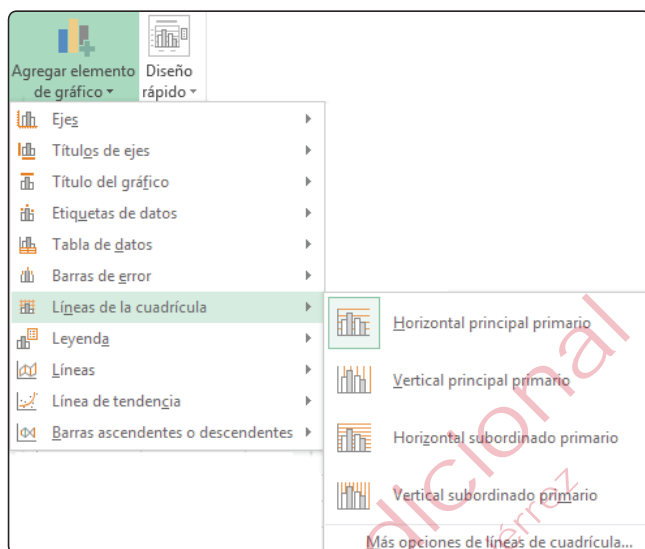 Agregar elemento
de gráfico
Diseño
rápido
Ejes
Títulos de ejes
Título del gráfico
Etiquetas de datos
Tabla de datos
Barras de error
Líneas de la cuadrícula
Leyenda
Líneas
Línea de tendencia
Barras ascendentes o descendentes
Horizontal principal primario
Vertical principal primario
Horizontal subordinado primario
Vertical subordinado primario
Más opciones de líneas de cuadrícula...
dicional
érrez